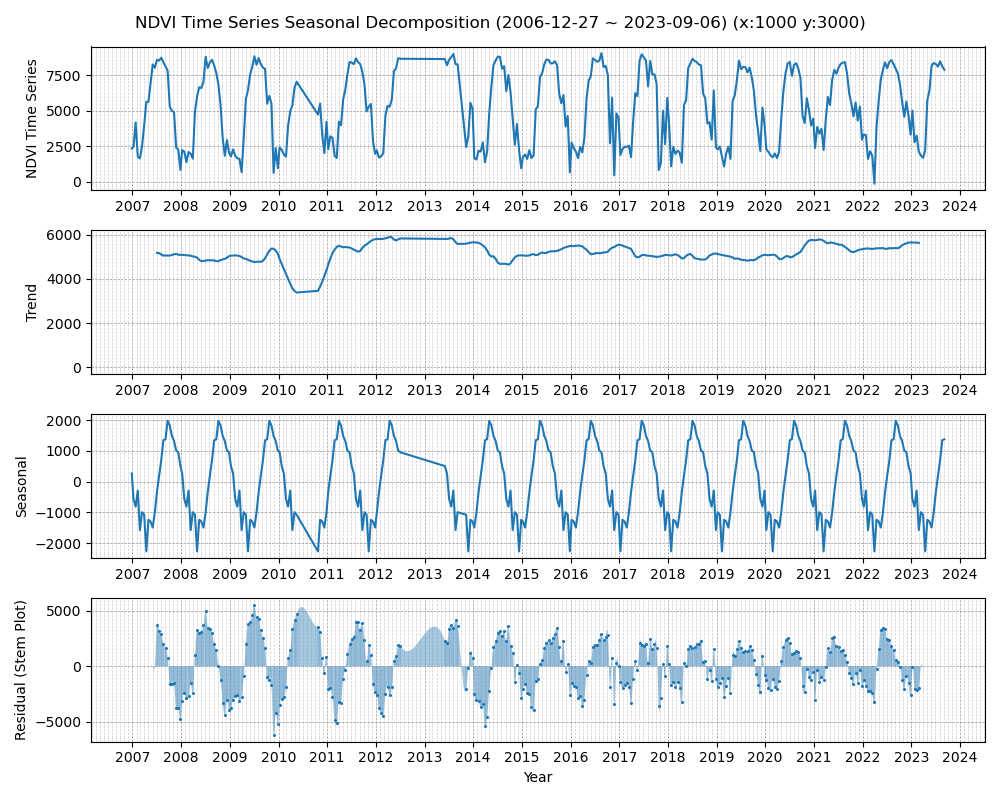 NDVI Time Series Seasonal Decomposition (2006-12-27 ~ 2023-09-06) (x:1000 y:3000)
NDVI Time Series
7500
5000
2500
0
2007 2008 2009 2010 2011 2012 2013 2014 2015 2016 2017 2018 2019 2020 2021 2022 2023 2024
Trend
6000
4000
2000
0
2007 2008 2009 2010 2011 2012 2013 2014 2015 2016 2017 2018 2019 2020 2021 2022 2023 2024
Seasonal
2000
1000
0
−1000
−2000
2007 2008 2009 2010 2011 2012 2013 2014 2015 2016 2017 2018 2019 2020 2021 2022 2023 2024
Residual (Stem Plot)
5000
0
−5000
2007 2008 2009 2010 2011 2012 2013 2014 2015 2016 2017 2018 2019 2020 2021 2022 2023 2024
Year